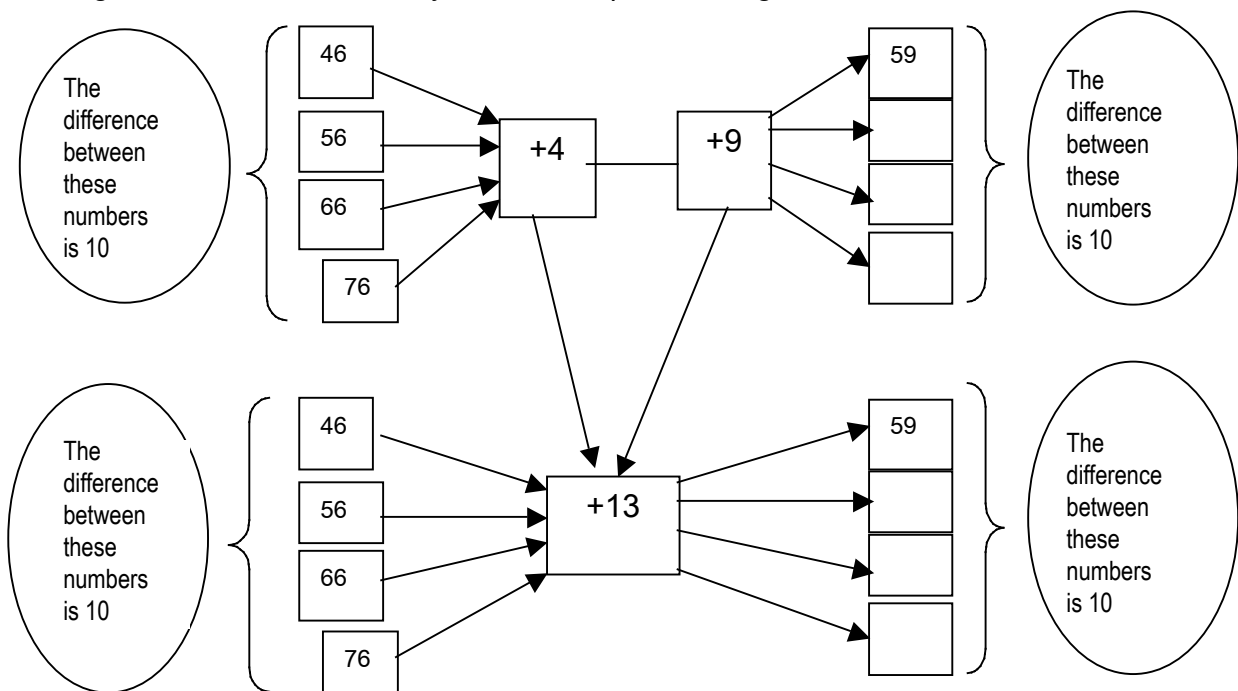 46
56
66
76
+4
+9
59
The
difference
between
these
numbers
is 10
The
difference
between
these
numbers
is 10
46
56
66
76
+13
59
The
difference
between
these
numbers
is 10
The
difference
between
these
numbers
is 10